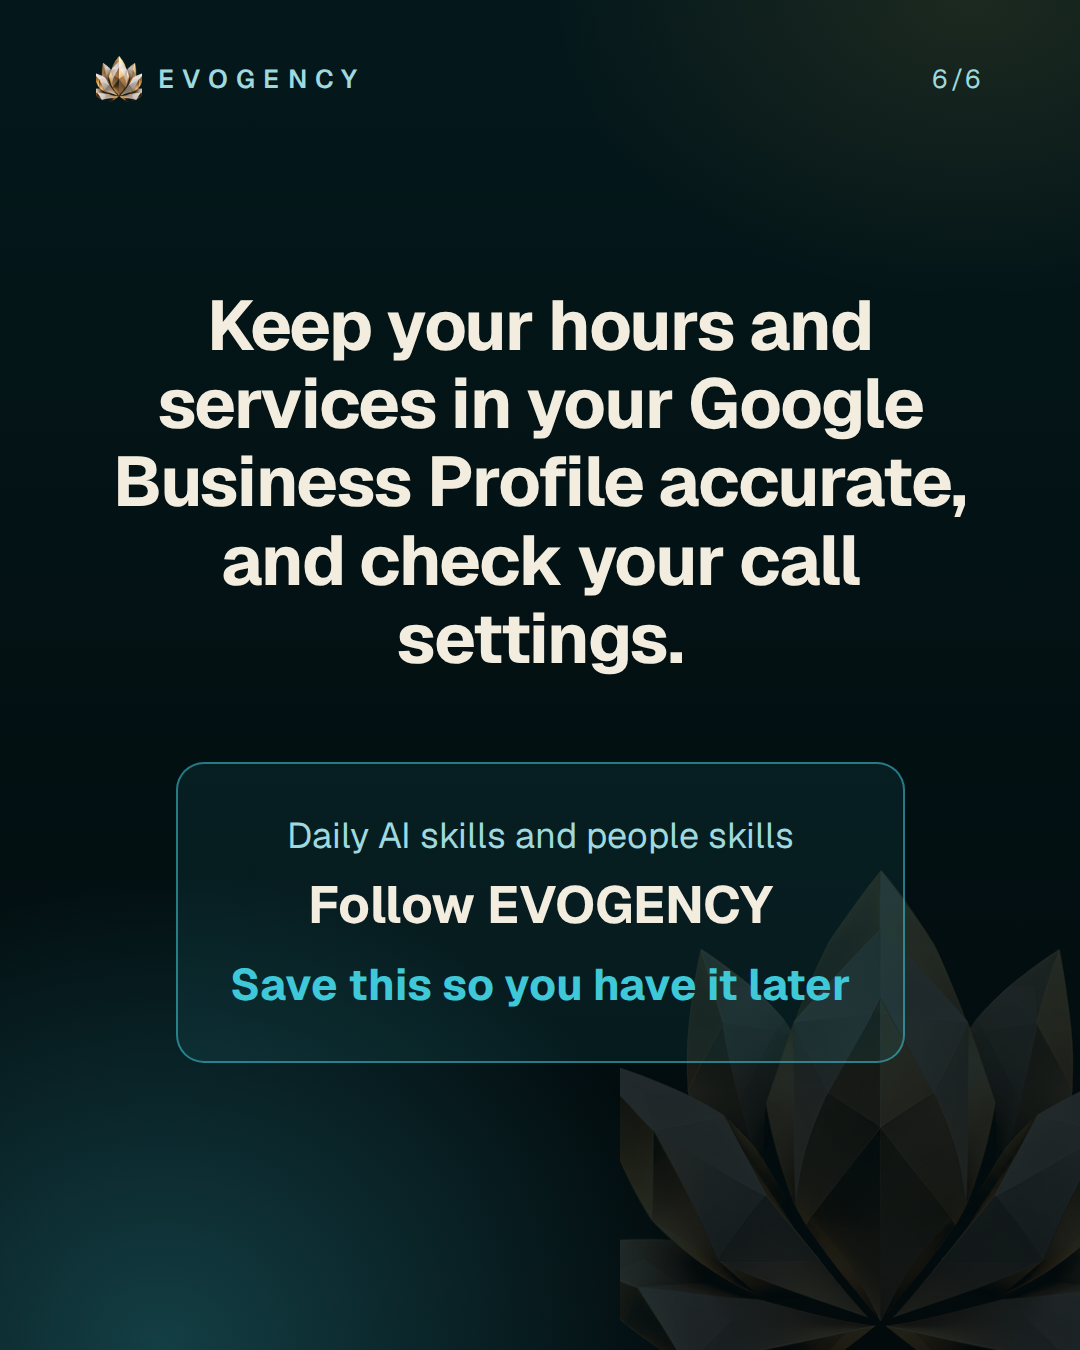 EVOGENCY
6/6
Keep your hours and
services in your Google
Business Profile accurate,
and check your call
settings.
Daily AI skills and people skills
Follow EVOGENCY
Save this so you have it later